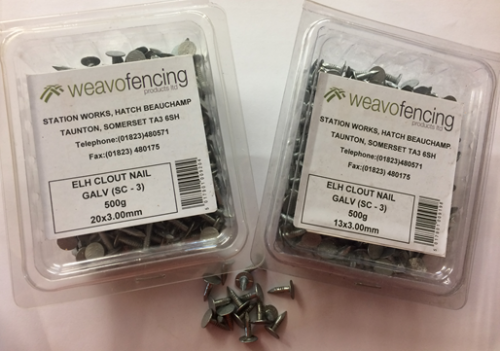 weavofencing
products ltd
STATION WORKS, HATCH BEAUCHAMP
TAUNTON, SOMERSET TA3 6SH
Telephone:(01823)480571
Fax:(01823) 480175
ELH CLOUT NAIL
GALV (SC - 3)
500g
20x3.00mm
weavofencing
products ltd
STATION WORKS, HATCH BEAUCHAMP.
TAUNTON, SOMERSET TA3 6SH
Telephone:(01823)480571
Fax:(01823) 480175
ELH CLOUT NAIL
GALV (SC - 3)
500g
13x3.00mm